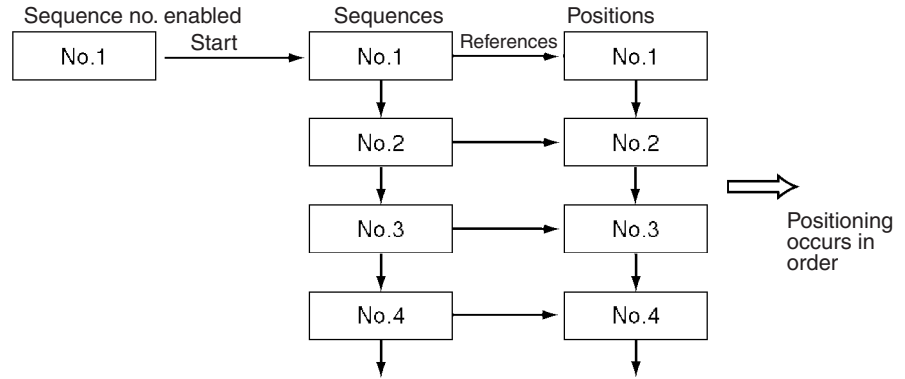 Sequence no. enabled
Sequences
Positions
No.1
Start
No.1
References
No.1
No.2
No.2
No.3
No.3
No.4
No.4
Positioning
occurs in
order